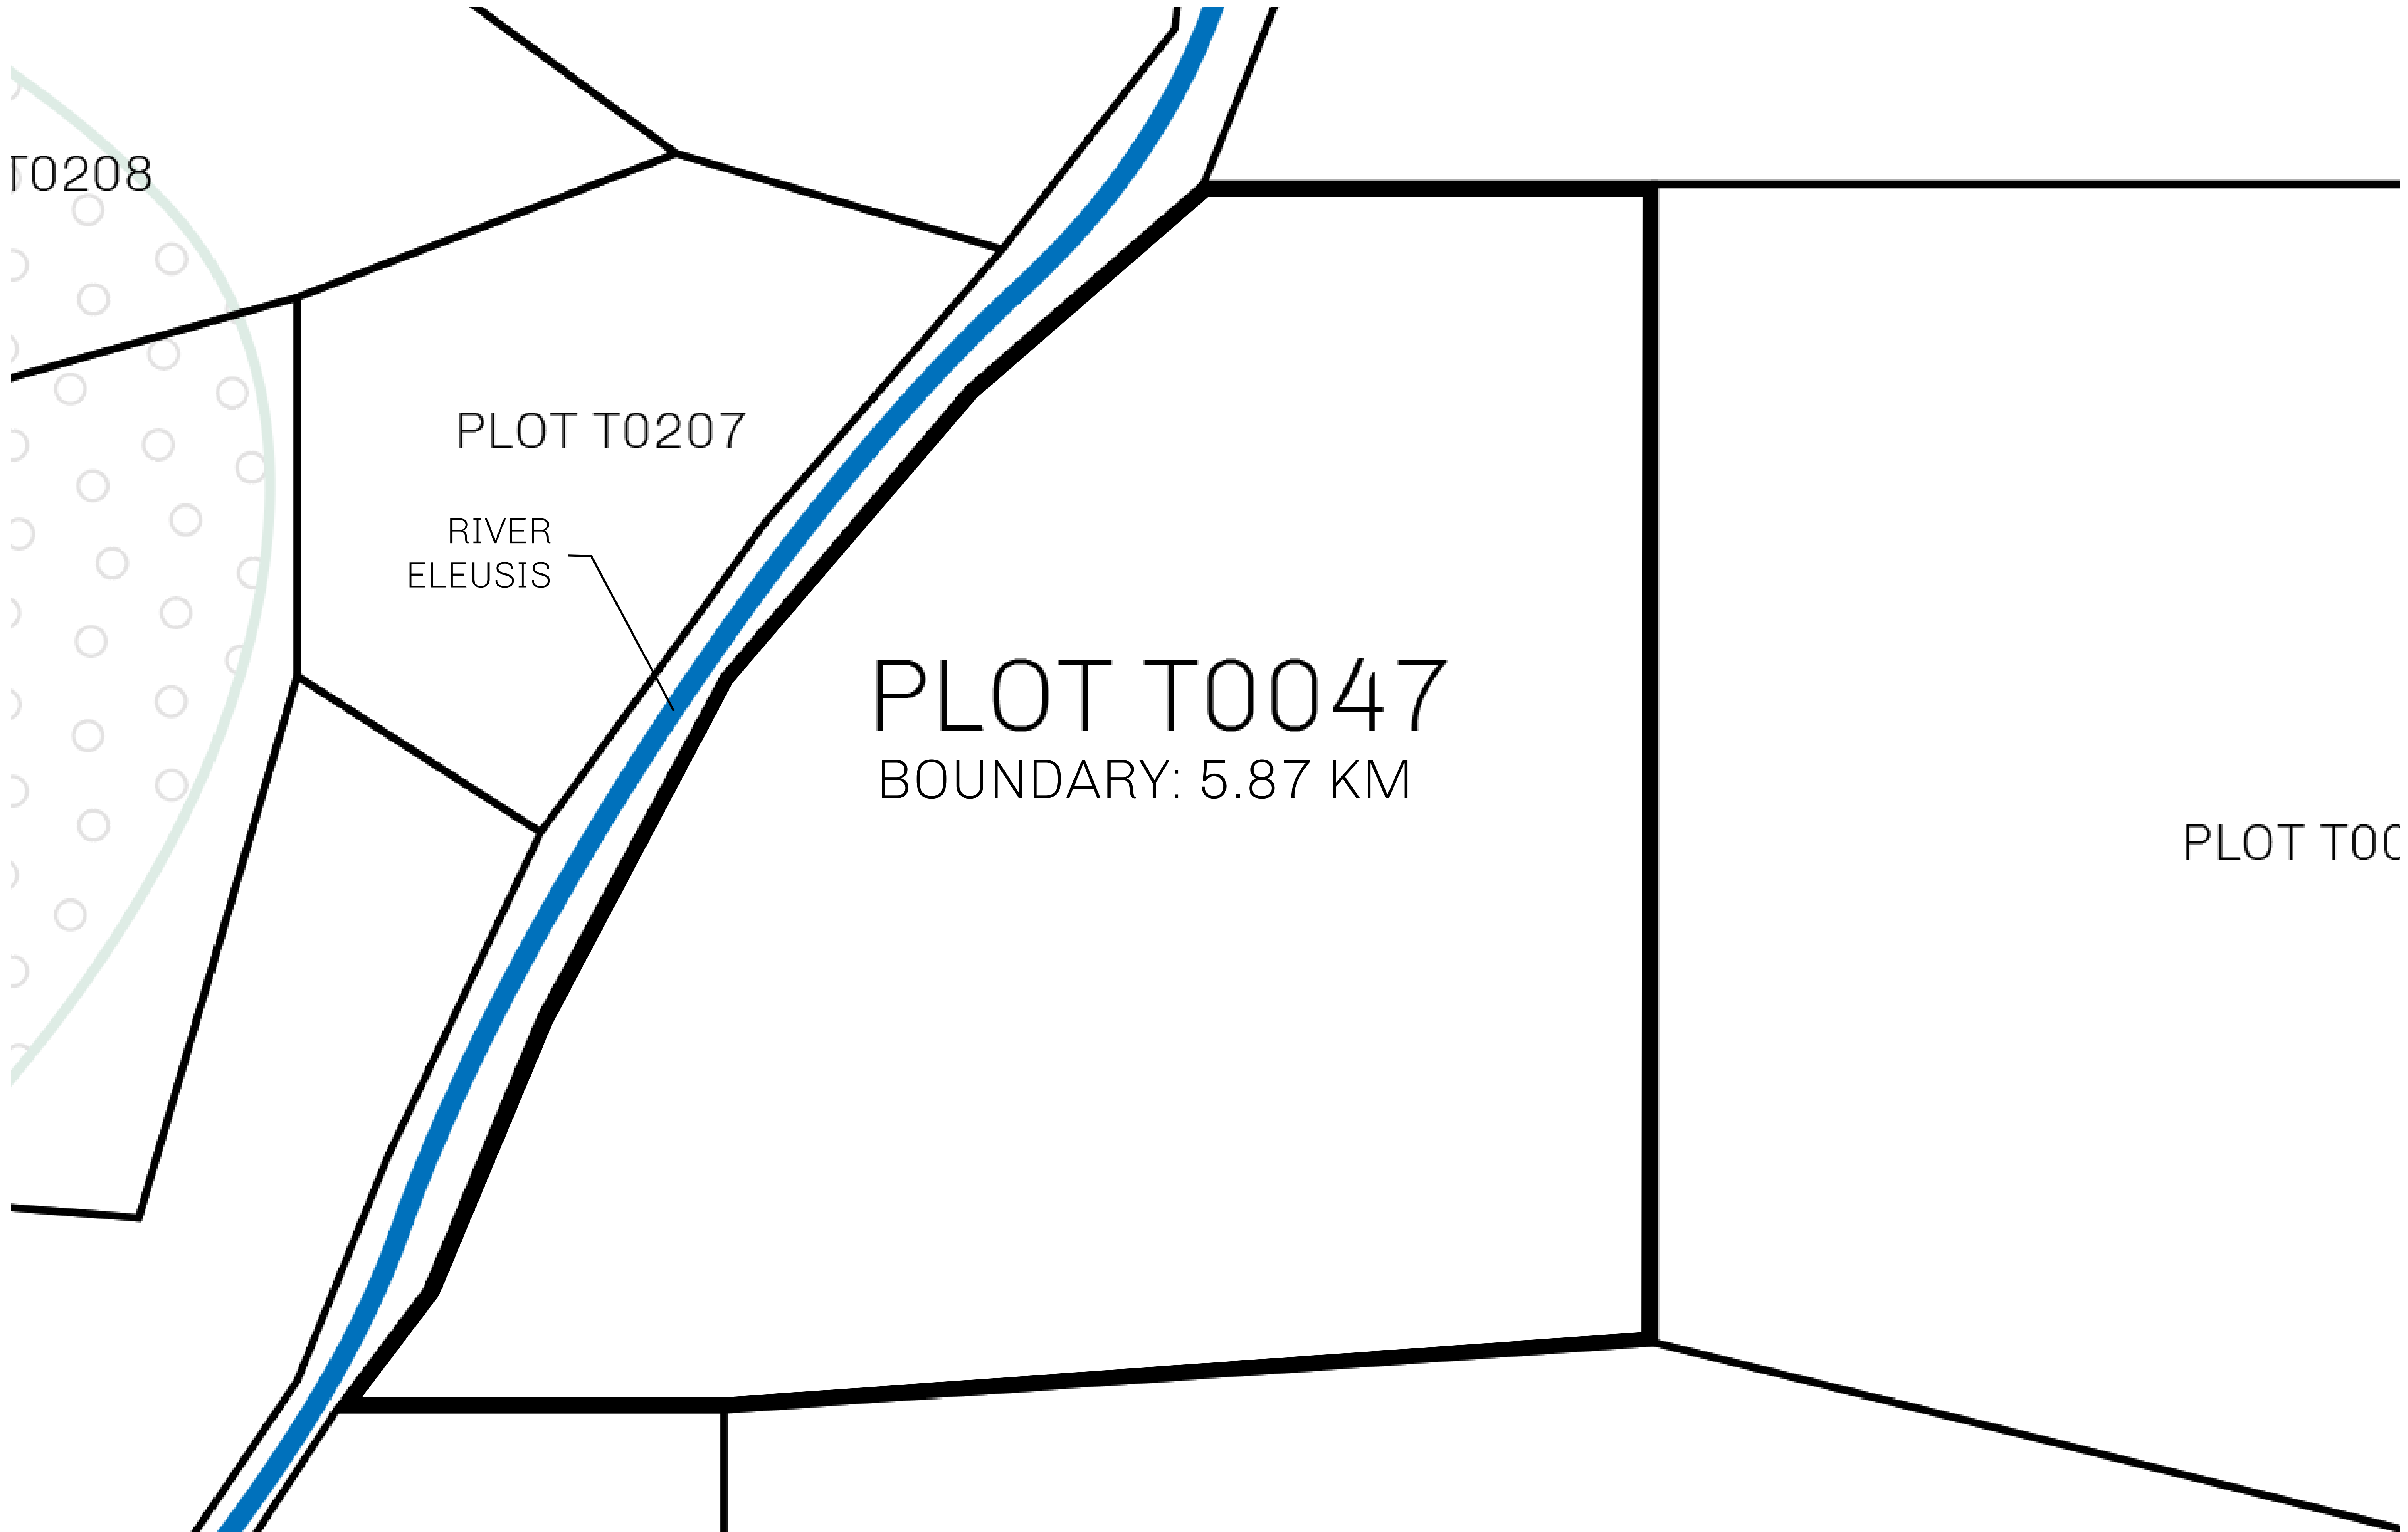 T0208
PLOT T0207
RIVER
ELEUSIS
PLOT T0047
BOUNDARY: 5.87 KM
PLOT T00